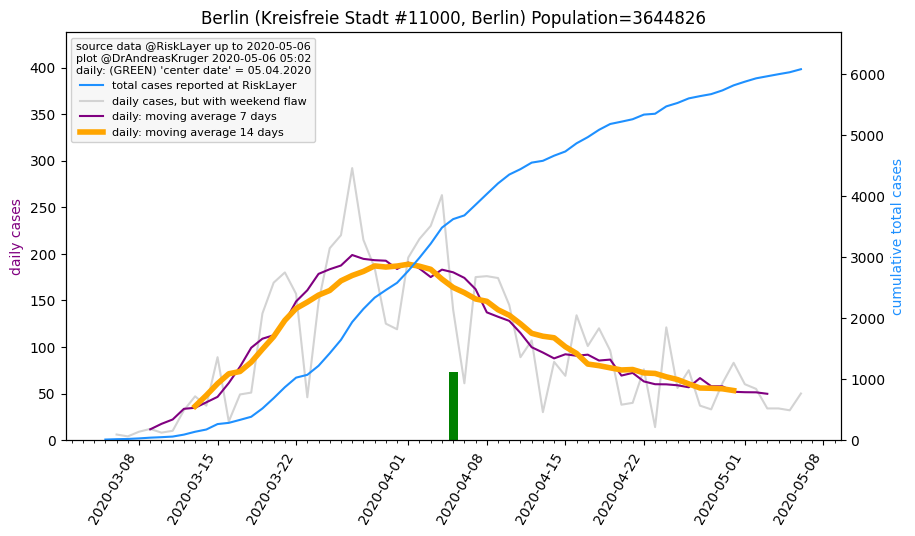 Berlin (Kreisfreie Stadt #11000, Berlin) Population=3644826
source data @RiskLayer up to 2020-05-06
plot @DrAndreasKruger 2020-05-06 05:02
daily: (GREEN) 'center date' = 05.04.2020
total cases reported at RiskLayer
daily cases, but with weekend flaw
daily: moving average 7 days
daily: moving average 14 days
daily cases
400
350
300
250
200
150
100
50
0
cumulative total cases
6000
5000
4000
3000
2000
1000
0
2020-03-08
2020-03-15
2020-03-22
2020-04-01
2020-04-08
2020-04-15
2020-04-22
2020-05-01
2020-05-08